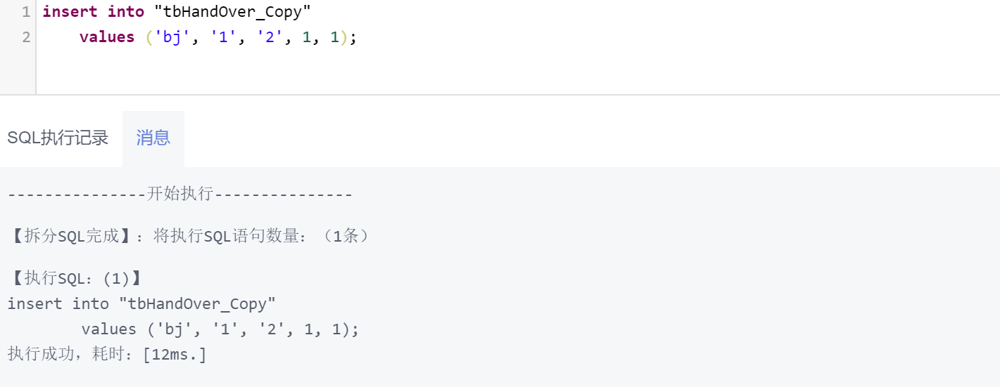 1 insert into "tbHandOver_Copy"
2     values ('bj', '1', '2', 1, 1);
SQL执行记录 消息
---------------开始执行---------------
【拆分SQL完成】：将执行SQL语句数量：（1条）
【执行SQL：(1)】
insert into "tbHandOver_Copy"
        values ('bj', '1', '2', 1, 1);
执行成功，耗时：[12ms.]